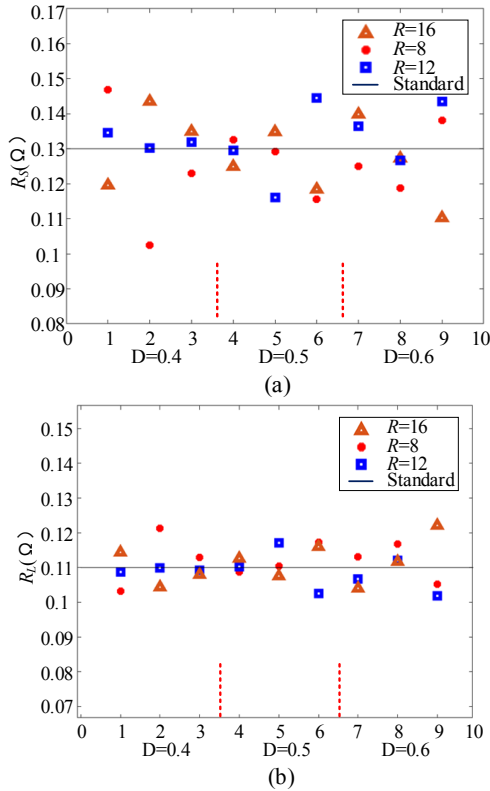 0.17
R=16
0.16
R=8
R=12
0.15
Standard
0.14
R_S(Ω)
0.13
0.12
0.11
0.1
0.09
0.08
0 1 2 3 4 5 6 7 8 9 10
D=0.4 D=0.5 D=0.6
(a)
0.15
R=16
R=8
0.14
R=12
Standard
0.13
0.12
R_L(Ω)
0.11
0.1
0.09
0.08
0.07
0 1 2 3 4 5 6 7 8 9 10
D=0.4 D=0.5 D=0.6
(b)